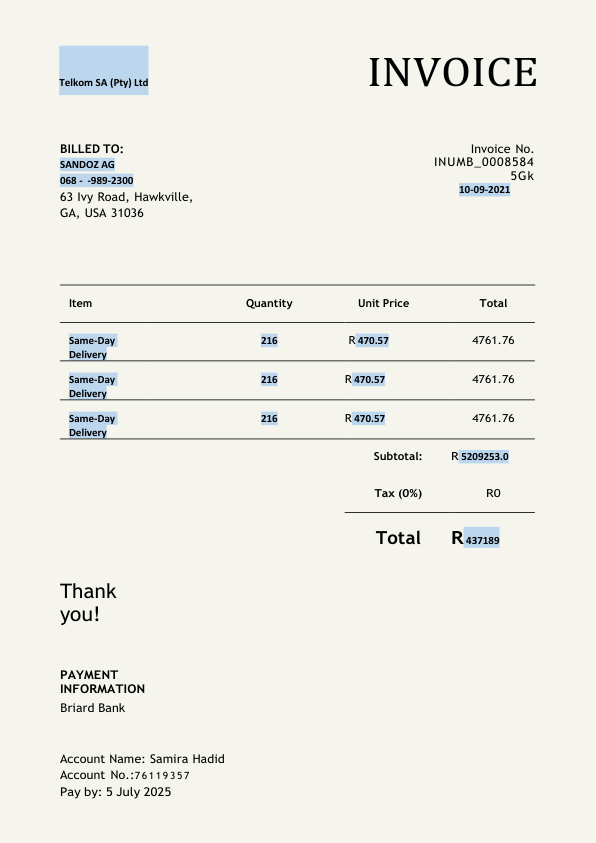 Telkom SA (Pty) Ltd
INVOICE
BILLED TO:
SANDOZ AG
068 -  -989-2300
63 Ivy Road, Hawkville,
GA, USA 31036
Invoice No.
INUMB_0008584
5Gk
10-09-2021
Item Quantity Unit Price Total
Same-Day 216 R 470.57 4761.76
Delivery
Same-Day 216 R 470.57 4761.76
Delivery
Same-Day 216 R 470.57 4761.76
Delivery
Subtotal: R 5209253.0
Tax (0%) R0
Total R 437189
Thank
you!
PAYMENT
INFORMATION
Briard Bank
Account Name: Samira Hadid
Account No.:76119357
Pay by: 5 July 2025